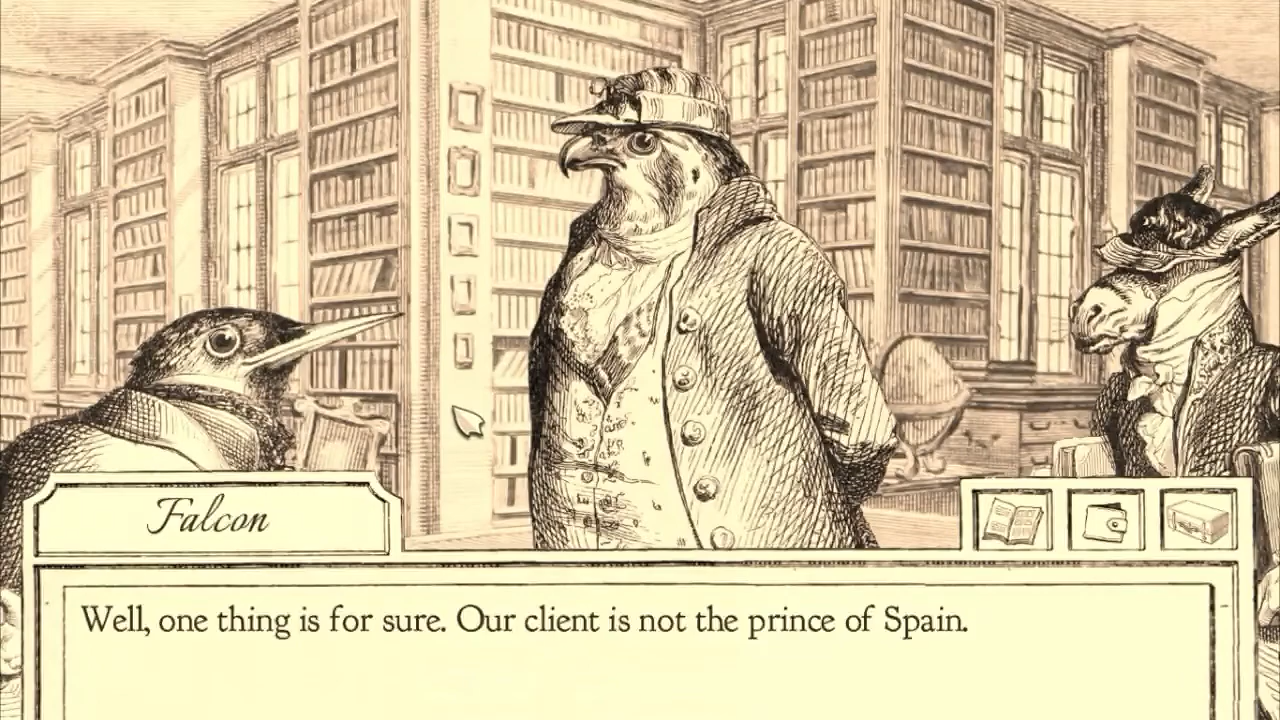 Falcon
Well, one thing is for sure. Our client is not the prince of Spain.